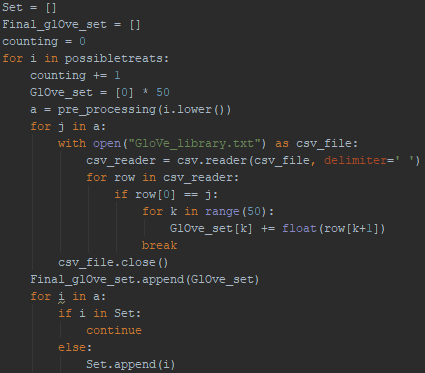 Set = []
Final_glOve_set = []
counting = 0
for i in possibletreats:
    counting += 1
    GlOve_set = [0] * 50
    a = pre_processing(i.lower())
    for j in a:
        with open("GloVe_library.txt") as csv_file:
            csv_reader = csv.reader(csv_file, delimiter=' ')
            for row in csv_reader:
                if row[0] == j:
                    for k in range(50):
                        GlOve_set[k] += float(row[k+1])
                    break
        csv_file.close()
    Final_glOve_set.append(GlOve_set)
    for i in a:
        if i in Set:
            continue
        else:
            Set.append(i)